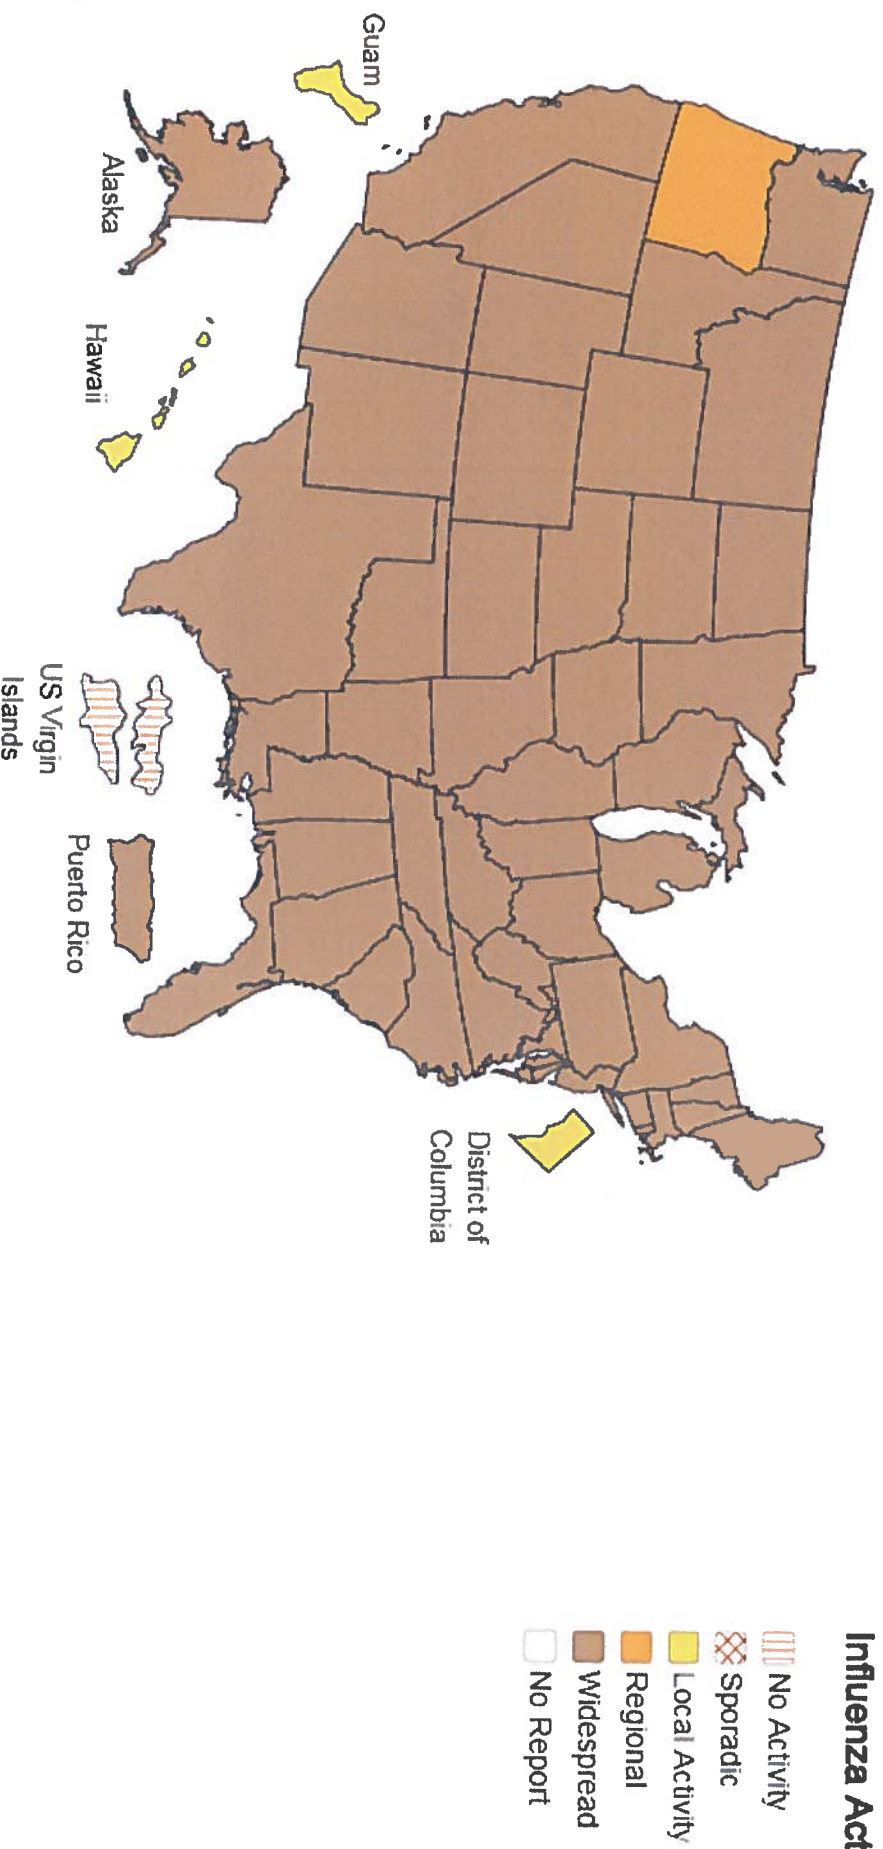 Influenza Act
No Activity
Sporadic
Local Activity
Regional
Widespread
No Report
Guam
Alaska
Hawaii
US Virgin
Islands
Puerto Rico
District of
Columbia